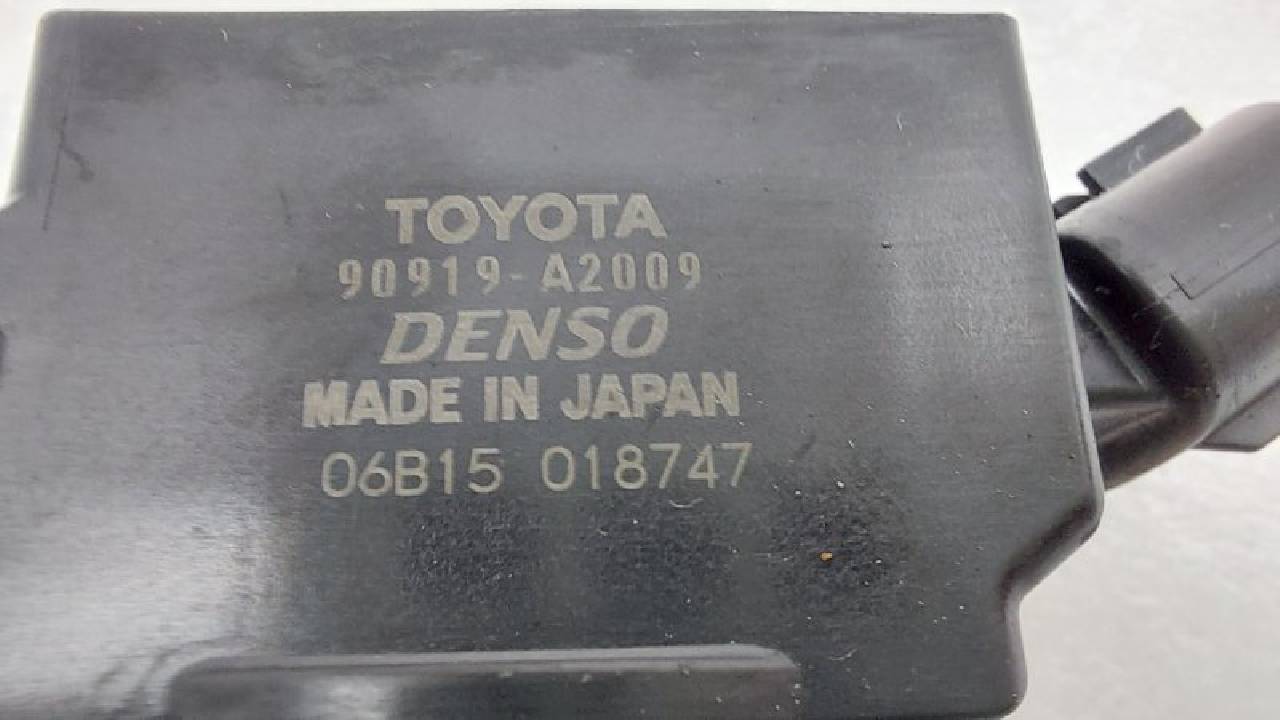 TOYOTA
90919-A2009
DENSO
MADE IN JAPAN
06B15 018747